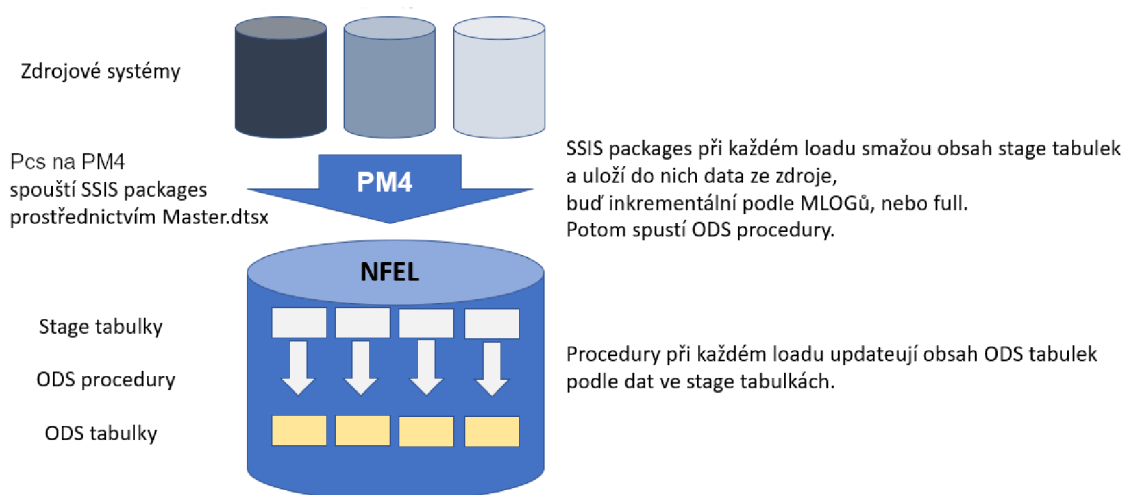 Zdrojové systémy
Pcs na PM4
spouští SSIS packages
prostřednictvím Master.dtsx
PM4
SSIS packages při každém loadu smažou obsah stage tabulek
a uloží do nich data ze zdroje,
buď inkrementální podle MLOGů, nebo full.
Potom spustí ODS procedury.
NFEL
Stage tabulky
ODS procedury
ODS tabulky
Procedury při každém loadu updateují obsah ODS tabulek
podle dat ve stage tabulkách.